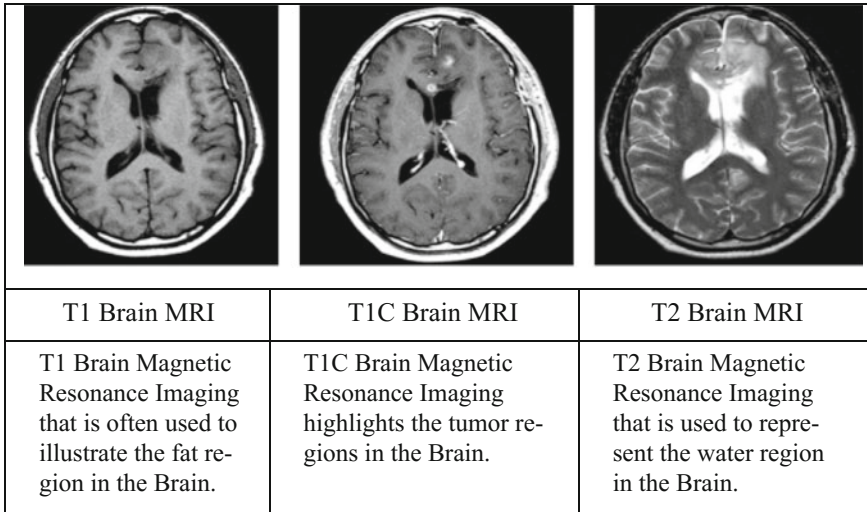 T1 Brain MRI
T1C Brain MRI
T2 Brain MRI
T1 Brain Magnetic
Resonance Imaging
that is often used to
illustrate the fat re-
gion in the Brain.
T1C Brain Magnetic
Resonance Imaging
highlights the tumor re-
gions in the Brain.
T2 Brain Magnetic
Resonance Imaging
that is used to repre-
sent the water region
in the Brain.